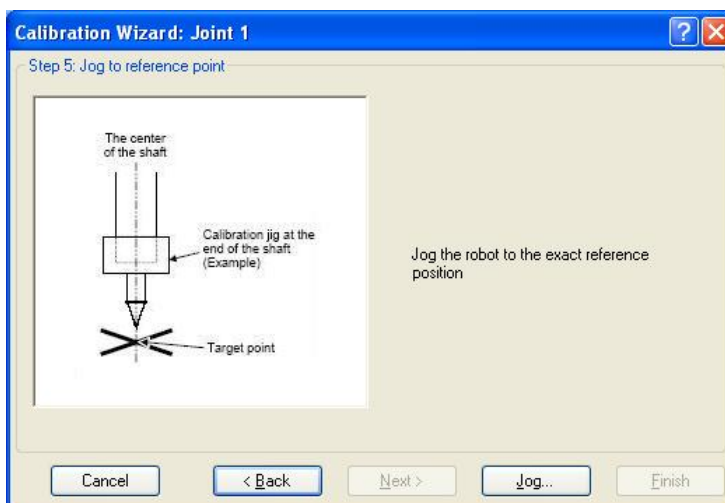 Calibration Wizard: Joint 1
Step 5: Jog to reference point
The center
of the shaft
Calibration jig at the
end of the shaft
(Example)
Target point
Jog the robot to the exact reference
position
Cancel
< Back
Next >
Jog...
Finish